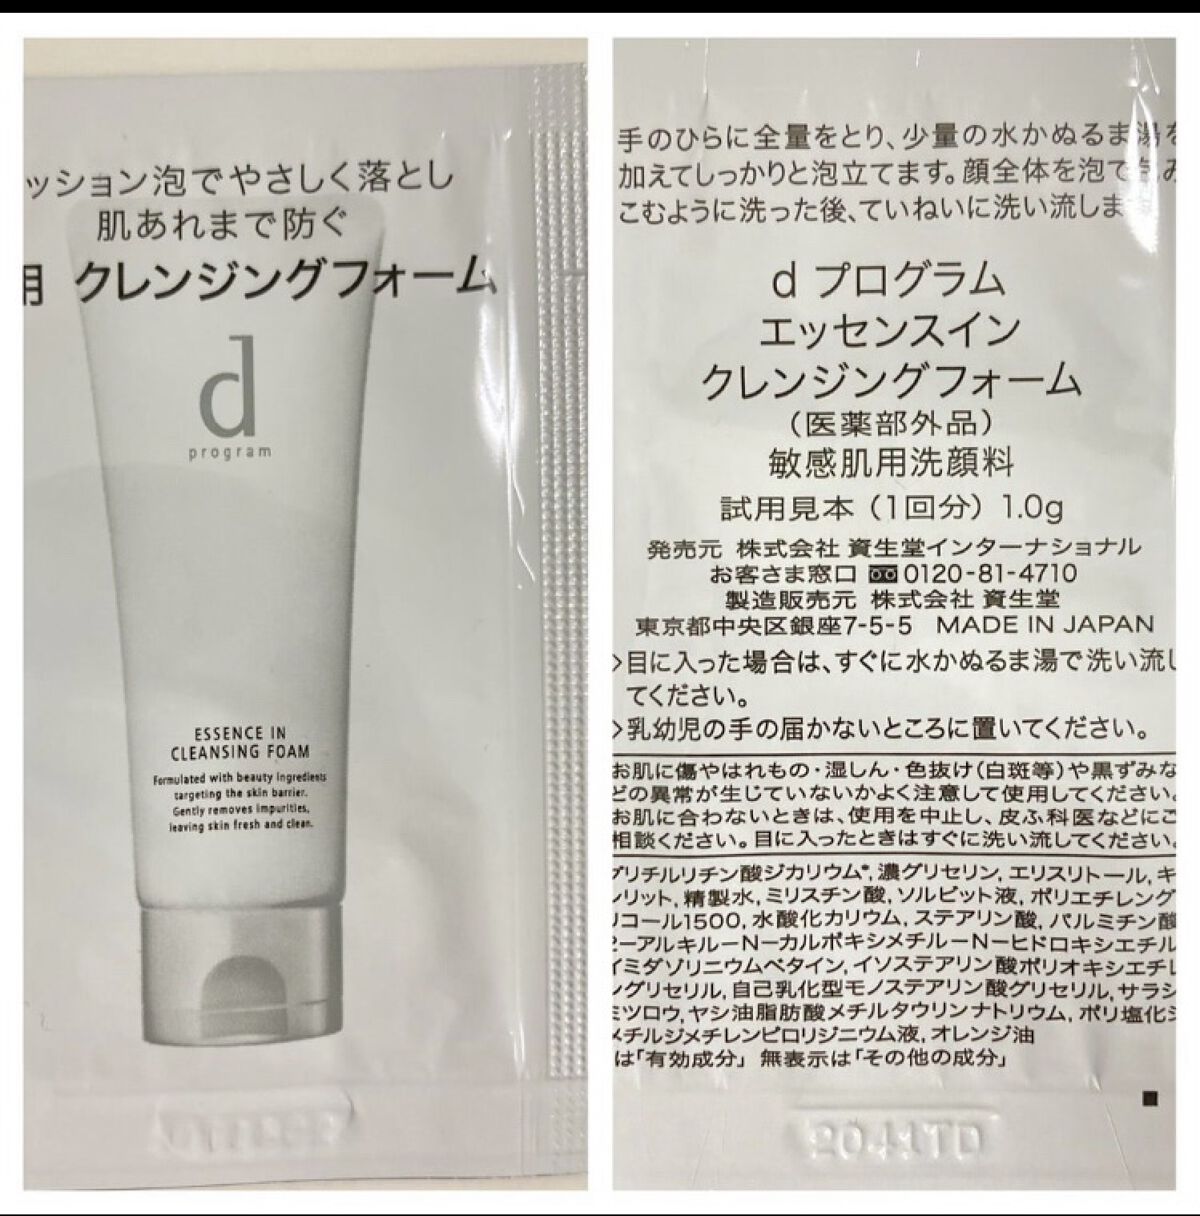 ッション泡でやさしく落とし
肌あれまで防ぐ
用 クレンジングフォーム
d
program
ESSENCE IN
CLEANSING FOAM
Formulated with beauty ingredients
targeting the skin barrier.
Gently removes impurities,
leaving skin fresh and clean.
手のひらに全量をとり、少量の水かぬるま湯を
加えてしっかりと泡立てます。顔全体を泡で包み
こむように洗った後、ていねいに洗い流しま
d プログラム
エッセンスイン
クレンジングフォーム
（医薬部外品）
敏感肌用洗顔料
試用見本（1回分）1.0g
発売元 株式会社 資生堂インターナショナル
お客さま窓口 0120-81-4710
製造販売元 株式会社 資生堂
東京都中央区銀座7-5-5 MADE IN JAPAN
>目に入った場合は、すぐに水かぬるま湯で洗い流し
てください。
>乳幼児の手の届かないところに置いてください。
お肌に傷やはれもの・湿しん・色抜け(白斑等)や黒ずみな
どの異常が生じていないかよく注意して使用してください。
お肌に合わないときは、使用を中止し、皮ふ科医などにご
相談ください。目に入ったときはすぐに洗い流してください。
グリチルリチン酸ジカリウム*, 濃グリセリン, エリスリトール, キ
シリット, 精製水, ミリスチン酸, ソルビット液, ポリエチレング
リコール1500, 水酸化カリウム, ステアリン酸, パルミチン酸
2ーアルキルーNーカルボキシメチルーNーヒドロキシエチル
イミダゾリニウムベタイン, イソステアリン酸ポリオキシエチレ
ングリセリル, 自己乳化型モノステアリン酸グリセリル, サラシ
ミツロウ, ヤシ油脂肪酸メチルタウリンナトリウム, ポリ塩化ジ
メチルジメチレンピロリジニウム液, オレンジ油
は「有効成分」 無表示は「その他の成分」